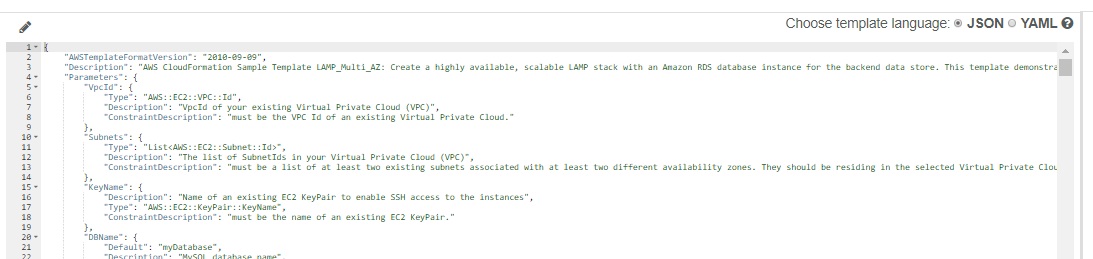 Choose template language: JSON YAML ?
1 {
2 "AWSTemplateFormatVersion": "2010-09-09",
3 "Description": "AWS CloudFormation Sample Template LAMP_Multi_AZ: Create a highly available, scalable LAMP stack with an Amazon RDS database instance for the backend data store. This template demonstra
4 "Parameters": {
5 "VpcId": {
6 "Type": "AWS::EC2::VPC::Id",
7 "Description": "VpcId of your existing Virtual Private Cloud (VPC)",
8 "ConstraintDescription": "must be the VPC Id of an existing Virtual Private Cloud."
9 },
10 "Subnets": {
11 "Type": "List<AWS::EC2::Subnet::Id>",
12 "Description": "The list of SubnetIds in your Virtual Private Cloud (VPC)",
13 "ConstraintDescription": "must be a list of at least two existing subnets associated with at least two different availability zones. They should be residing in the selected Virtual Private Clou
14 },
15 "KeyName": {
16 "Description": "Name of an existing EC2 KeyPair to enable SSH access to the instances",
17 "Type": "AWS::EC2::KeyPair::KeyName",
18 "ConstraintDescription": "must be the name of an existing EC2 KeyPair."
19 },
20 "DBName": {
21 "Default": "myDatabase",
22 "Description": "MySQL database name",